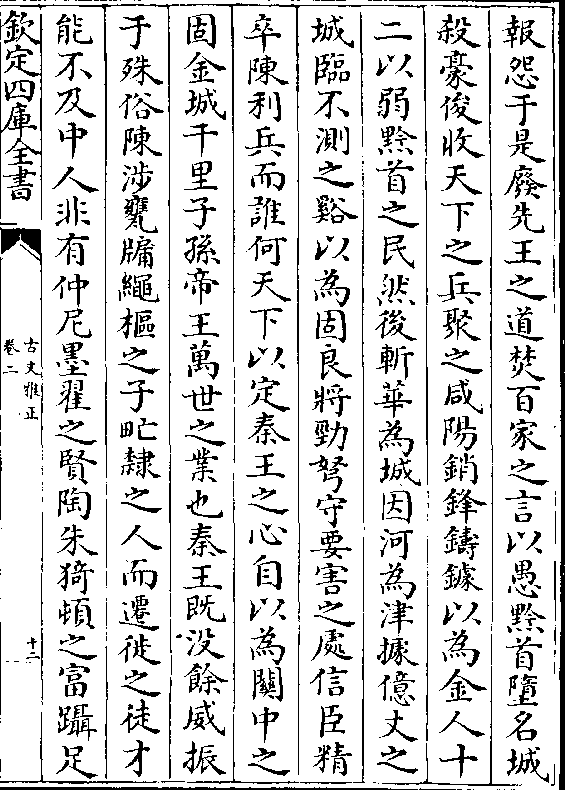 報怨于是廢先王之道焚百家之言以愚黔首墮名城
殺豪俊收天下之兵聚之咸陽銷鋒鑄鐻以為金人十
二以弱黔首之民然後斬華為城因河為津據億丈之
城臨不測之谿以為固良將勁弩守要害之處信臣精
卒陳利兵而誰何天下以定秦王之心自以為關中之
固金城千里子孫帝王萬世之業也秦王既没餘威振
于殊俗陳涉甕牖繩樞之子甿隸之人而遷徙之徒才
能不及中人非有仲尼墨翟之賢陶朱猗頓之富躡足
欽定四庫全書
古文雅正
卷二
十二